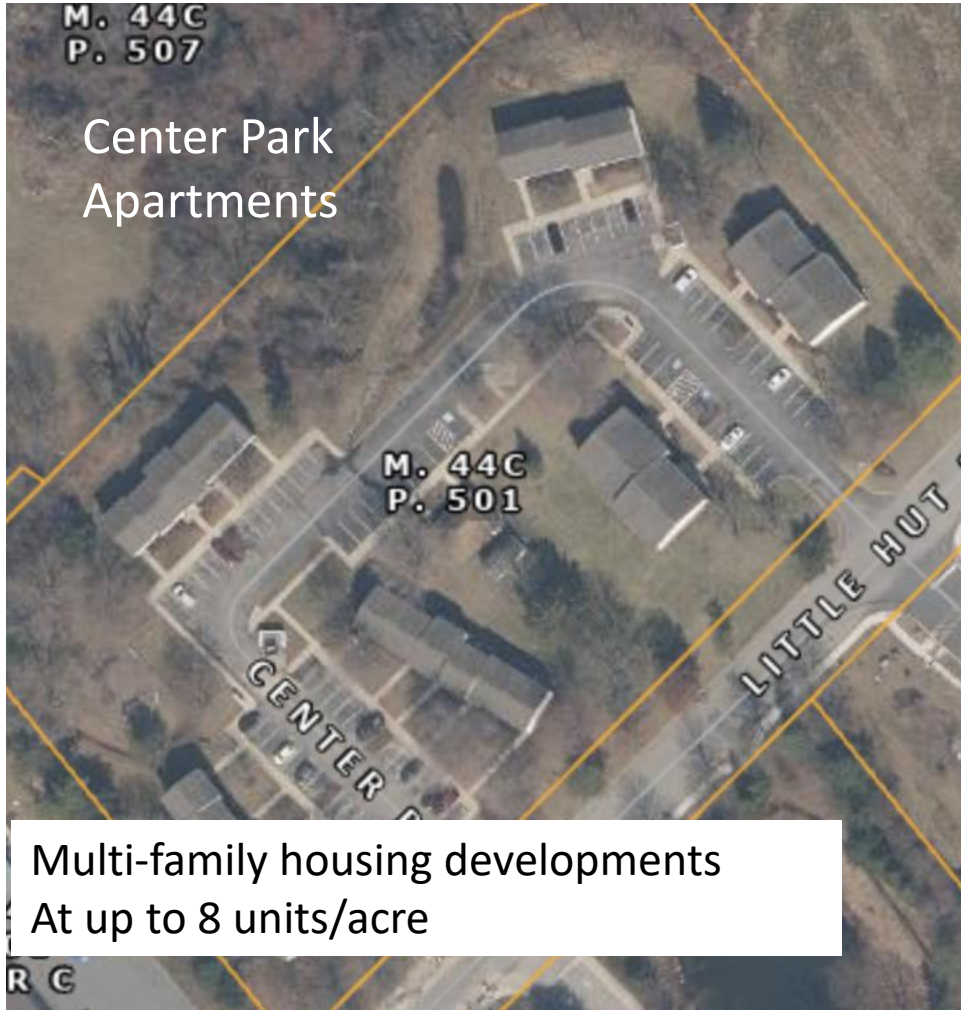 M. 44C
P. 507
Center Park
Apartments
M. 44C
P. 501
LITTLE HUT
CENTER
Multi-family housing developments
At up to 8 units/acre
R C